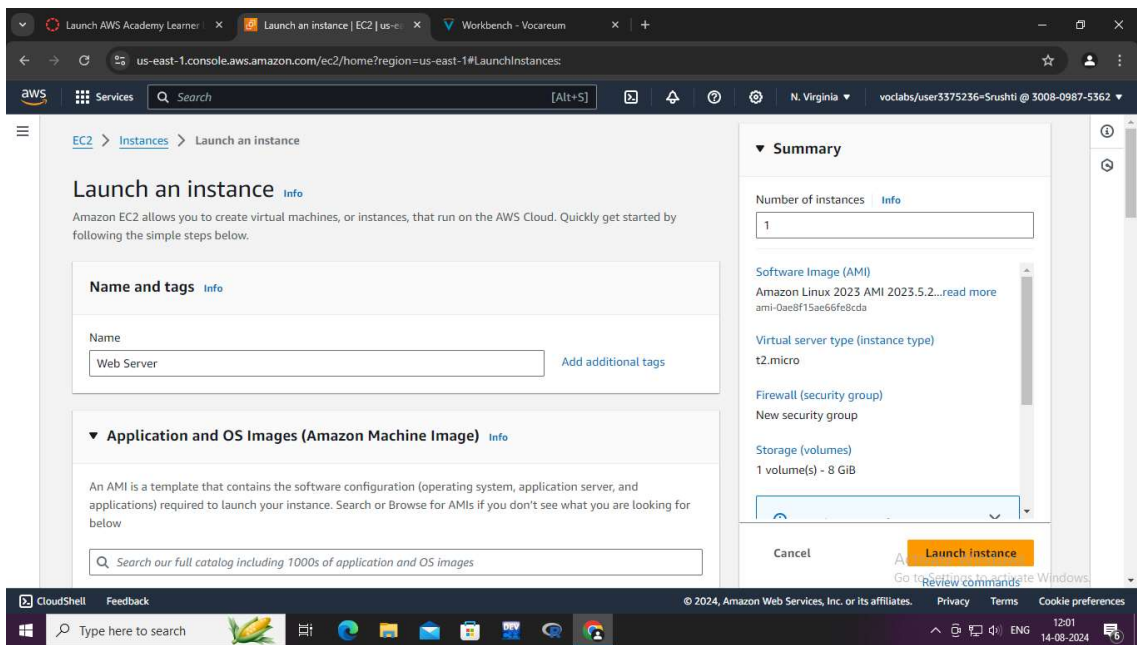 Launch AWS Academy Learner
Launch an instance | EC2 | us-e
Workbench - Vocareum
us-east-1.console.aws.amazon.com/ec2/home?region=us-east-1#LaunchInstances:
aws
Services
Search
[Alt+S]
N. Virginia
voclabs/user3375236=Srushti @ 3008-0987-5362
EC2 > Instances > Launch an instance
Launch an instance Info
Amazon EC2 allows you to create virtual machines, or instances, that run on the AWS Cloud. Quickly get started by
following the simple steps below.
Name and tags Info
Name
Web Server
Add additional tags
Application and OS Images (Amazon Machine Image) Info
An AMI is a template that contains the software configuration (operating system, application server, and
applications) required to launch your instance. Search or Browse for AMIs if you don't see what you are looking for
below
Search our full catalog including 1000s of application and OS images
Summary
Number of instances Info
1
Software Image (AMI)
Amazon Linux 2023 AMI 2023.5.2...read more
ami-0ae8f15ae66fe8cda
Virtual server type (instance type)
t2.micro
Firewall (security group)
New security group
Storage (volumes)
1 volume(s) - 8 GiB
Cancel
Launch instance
Review commands
Go to Settings to activate Windows.
CloudShell
Feedback
© 2024, Amazon Web Services, Inc. or its affiliates.
Privacy
Terms
Cookie preferences
Type here to search
DEV
ENG
12:01
14-08-2024
6